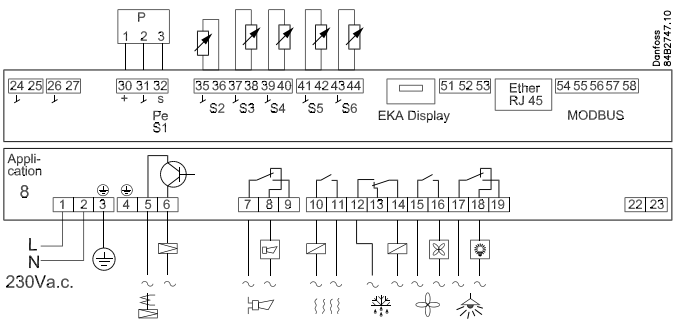 P
1 2 3
Danfoss
84B2747.10
24 25 26 27 30 31 32 35 36 37 38 39 40 41 42 43 44 51 52 53 Ether RJ 45 54 55 56 57 58
+ s S2 S3 S4 S5 S6
Pe
S1
EKA Display
MODBUS
Appli-
cation
8
1 2 3 4 5 6 7 8 9 10 11 12 13 14 15 16 17 18 19 22 23
L
N
230Va.c.